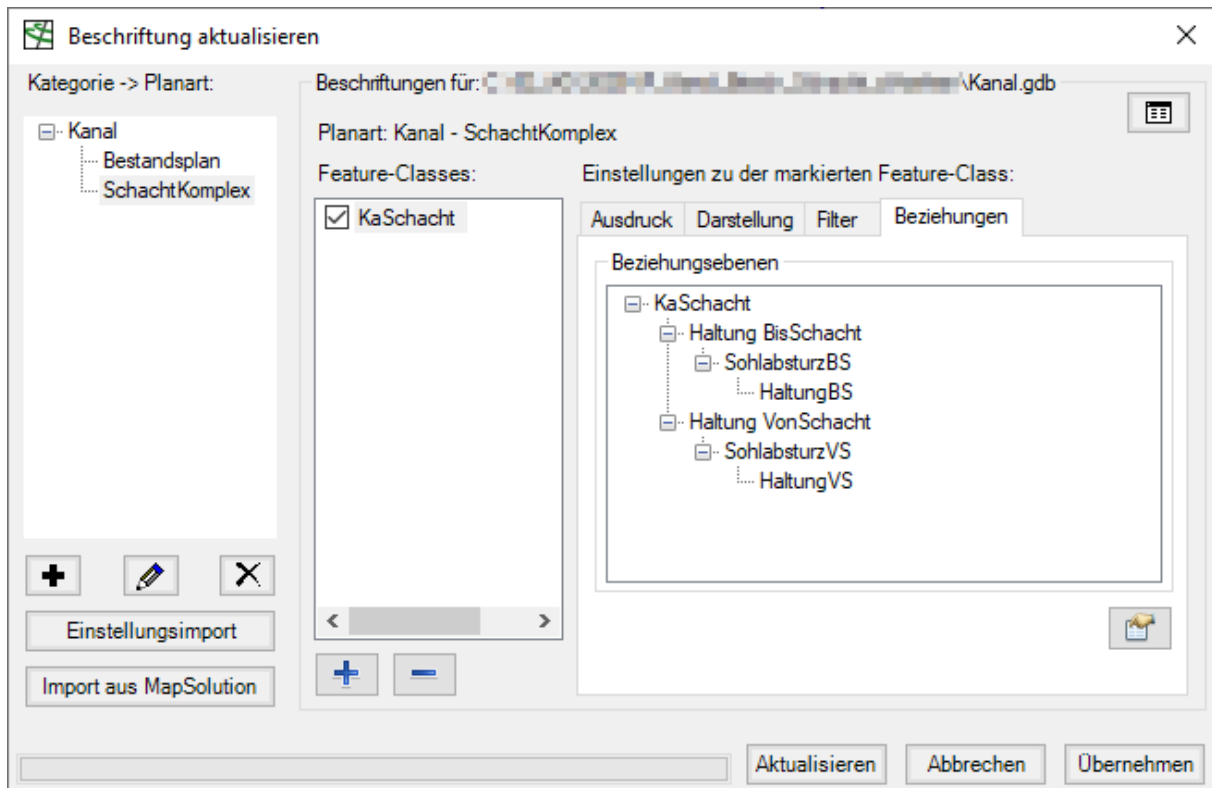 Beschriftung aktualisieren
Kategorie -> Planart:
Kanal
Bestandsplan
SchachtKomplex
Einstellungsimport
Import aus MapSolution
Beschriftungen für: \Kanal.gdb
Planart: Kanal - SchachtKomplex
Feature-Classes:
KaSchacht
Einstellungen zu der markierten Feature-Class:
Ausdruck Darstellung Filter Beziehungen
Beziehungsebenen
KaSchacht
Haltung BisSchacht
SohlabsturzBS
HaltungBS
Haltung VonSchacht
SohlabsturzVS
HaltungVS
Aktualisieren Abbrechen Übernehmen